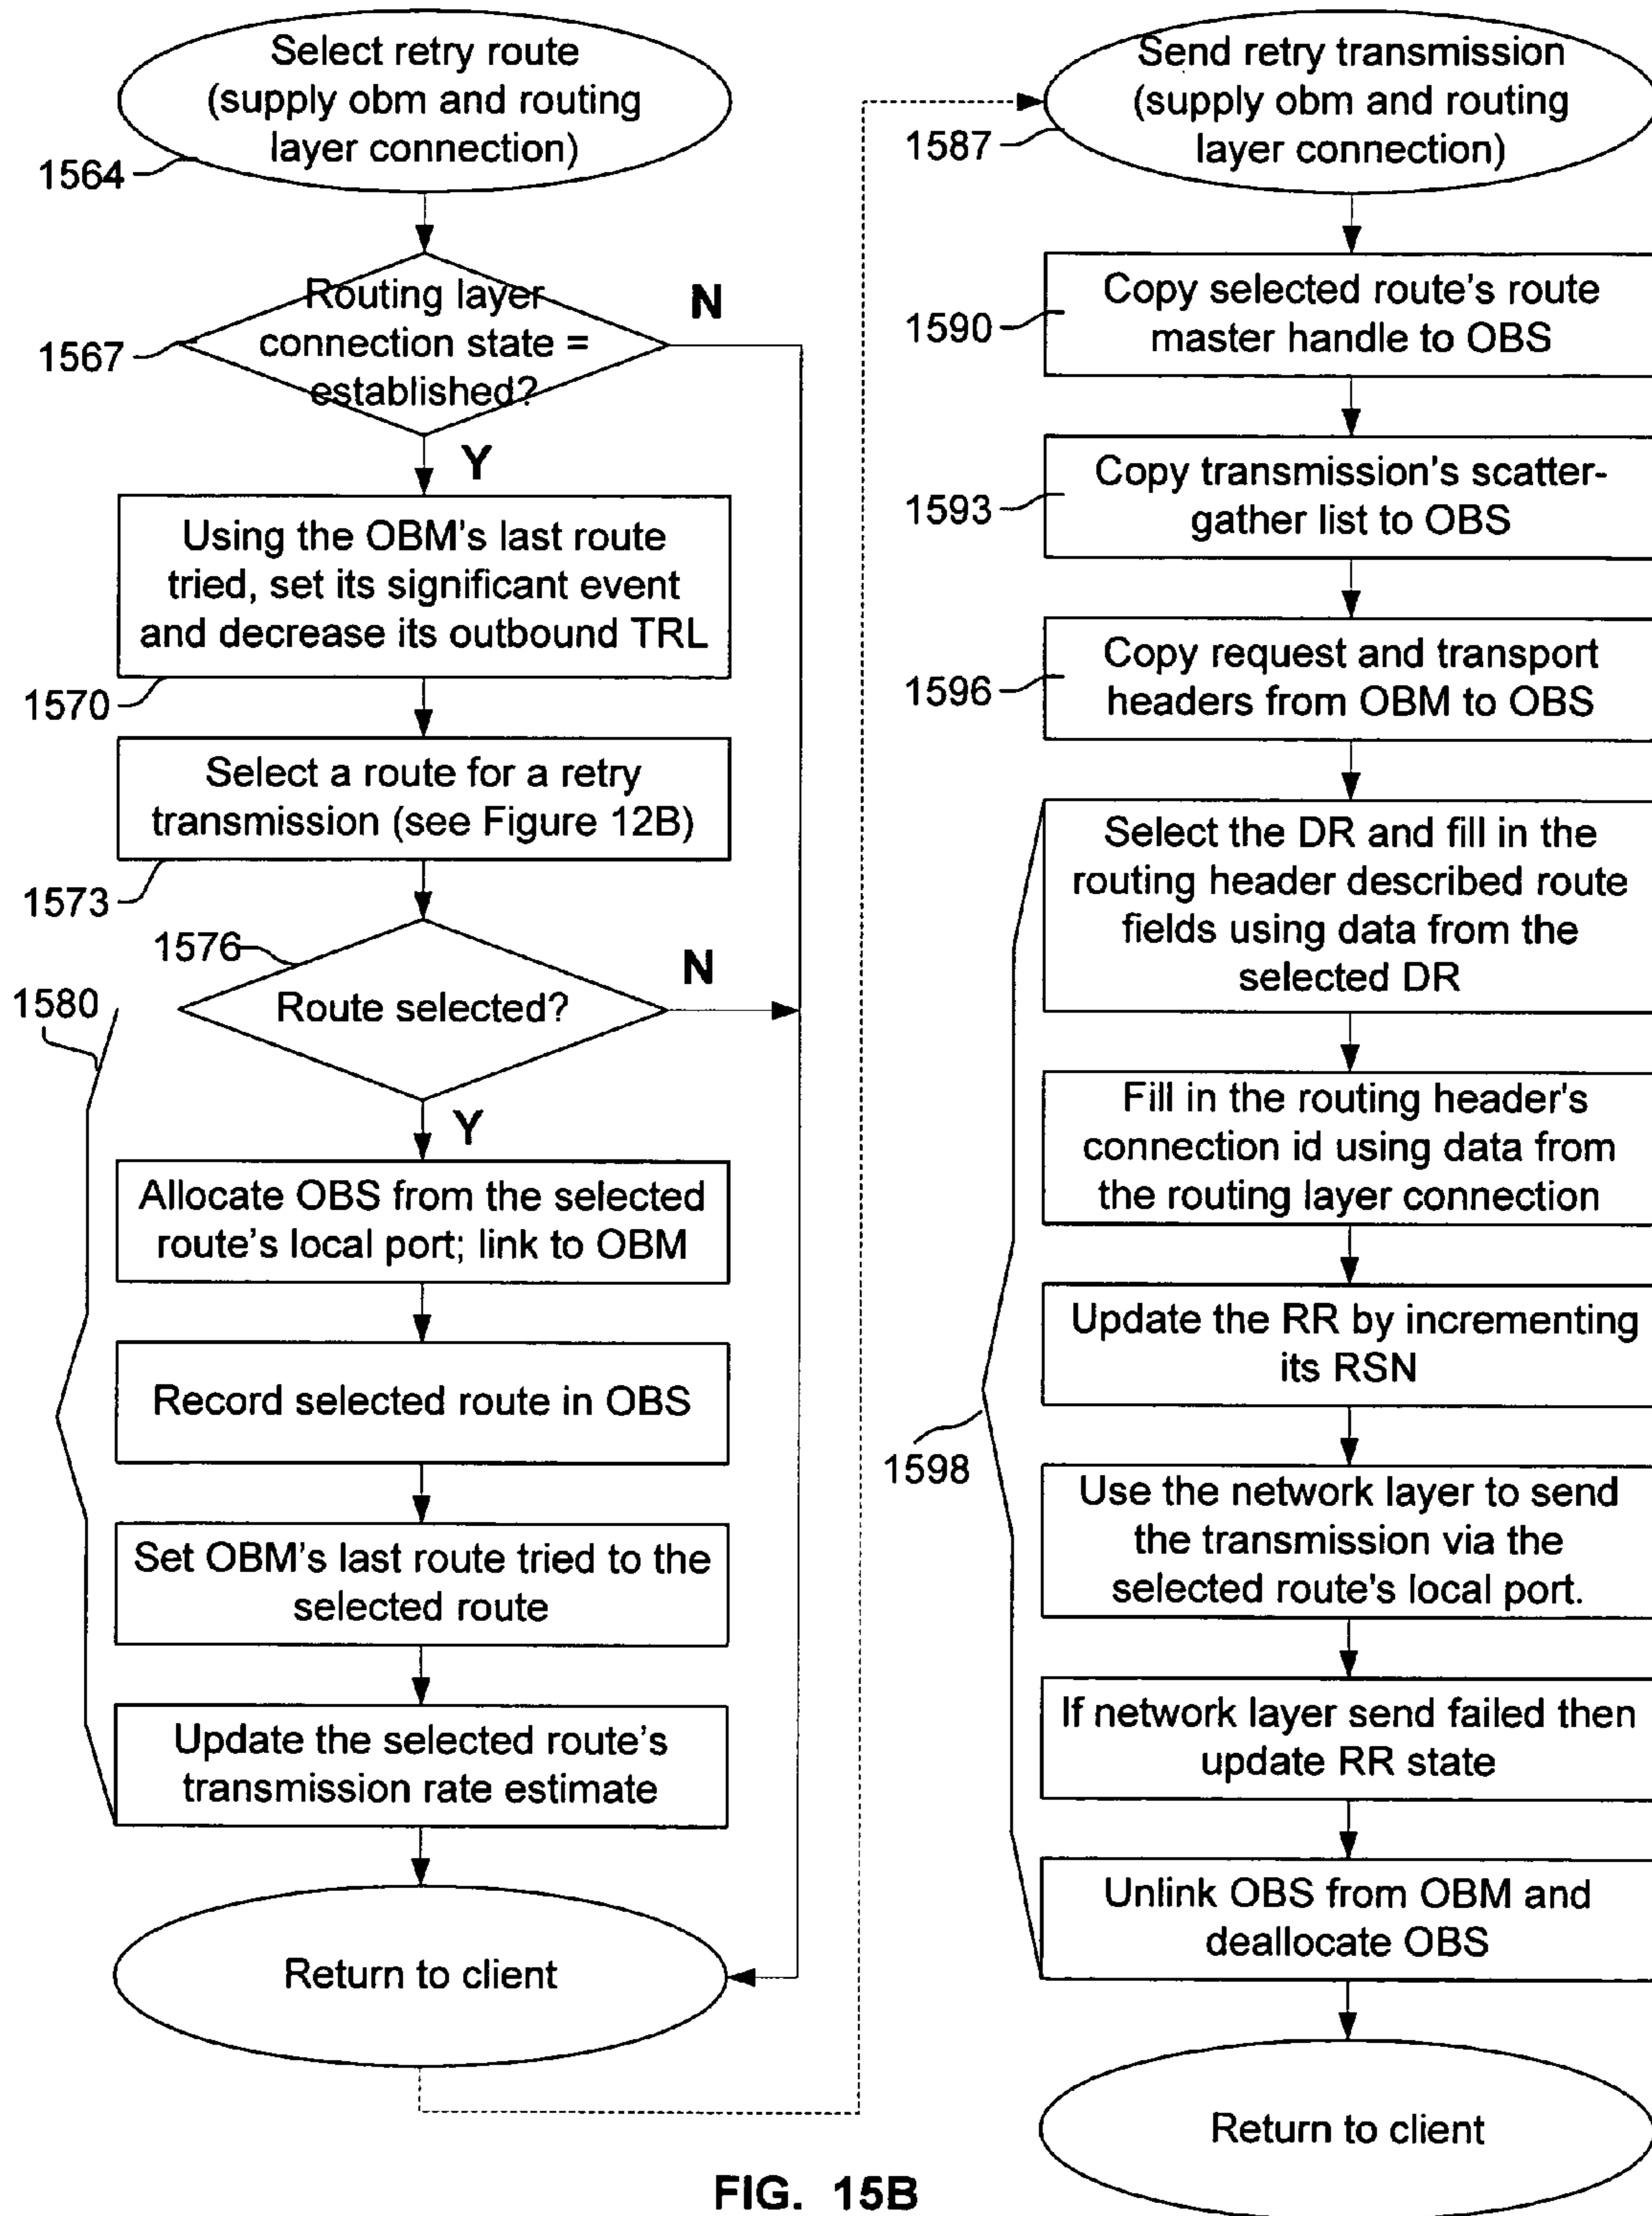 Select retry route
(supply obm and routing
layer connection)
1564
Routing layer
connection state =
established?
N
1567
Y
Using the OBM's last route
tried, set its significant event
and decrease its outbound TRL
1570
Select a route for a retry
transmission (see Figure 12B)
1573
1576
Route selected?
N
1580
Y
Allocate OBS from the selected
route's local port; link to OBM
Record selected route in OBS
Set OBM's last route tried to the
selected route
Update the selected route's
transmission rate estimate
Return to client
Send retry transmission
(supply obm and routing
layer connection)
1587
Copy selected route's route
master handle to OBS
1590
Copy transmission's scatter-
gather list to OBS
1593
Copy request and transport
headers from OBM to OBS
1596
Select the DR and fill in the
routing header described route
fields using data from the
selected DR
Fill in the routing header's
connection id using data from
the routing layer connection
Update the RR by incrementing
its RSN
1598
Use the network layer to send
the transmission via the
selected route's local port.
If network layer send failed then
update RR state
Unlink OBS from OBM and
deallocate OBS
Return to client
FIG. 15B